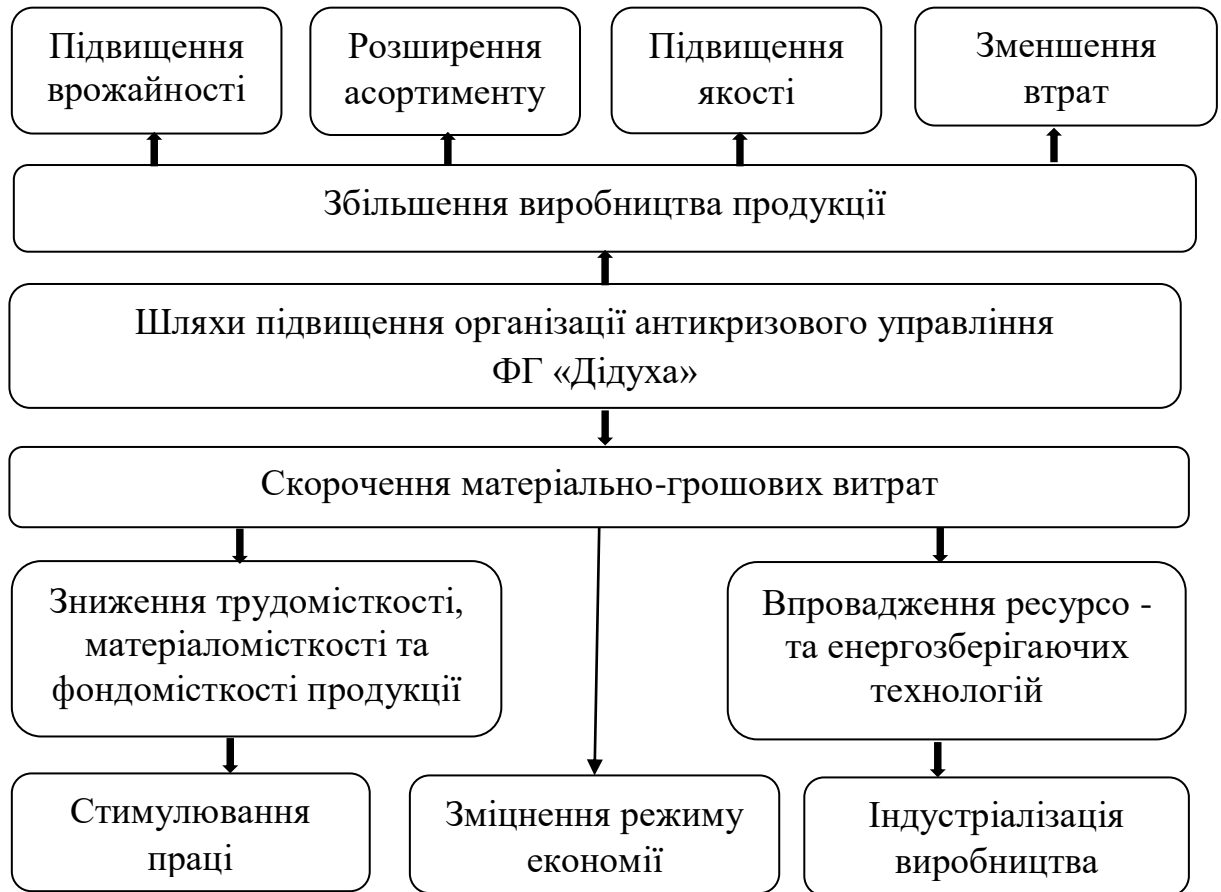 Підвищення
врожайності
Розширення
асортименту
Підвищення
якості
Зменшення
втрат
Збільшення виробництва продукції
Шляхи підвищення організації антикризового управління
ФГ «Дідуха»
Скорочення матеріально-грошових витрат
Зниження трудомісткості,
матеріаломісткості та
фондомісткості продукції
Впровадження ресурсо -
та енергозберігаючих
технологій
Стимулювання
праці
Зміцнення режиму
економії
Індустріалізація
виробництва